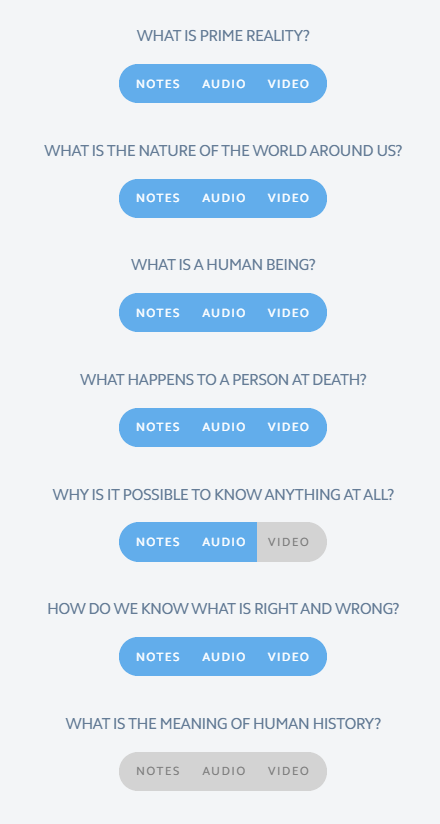 WHAT IS PRIME REALITY?
NOTES AUDIO VIDEO
WHAT IS THE NATURE OF THE WORLD AROUND US?
NOTES AUDIO VIDEO
WHAT IS A HUMAN BEING?
NOTES AUDIO VIDEO
WHAT HAPPENS TO A PERSON AT DEATH?
NOTES AUDIO VIDEO
WHY IS IT POSSIBLE TO KNOW ANYTHING AT ALL?
NOTES AUDIO VIDEO
HOW DO WE KNOW WHAT IS RIGHT AND WRONG?
NOTES AUDIO VIDEO
WHAT IS THE MEANING OF HUMAN HISTORY?
NOTES AUDIO VIDEO